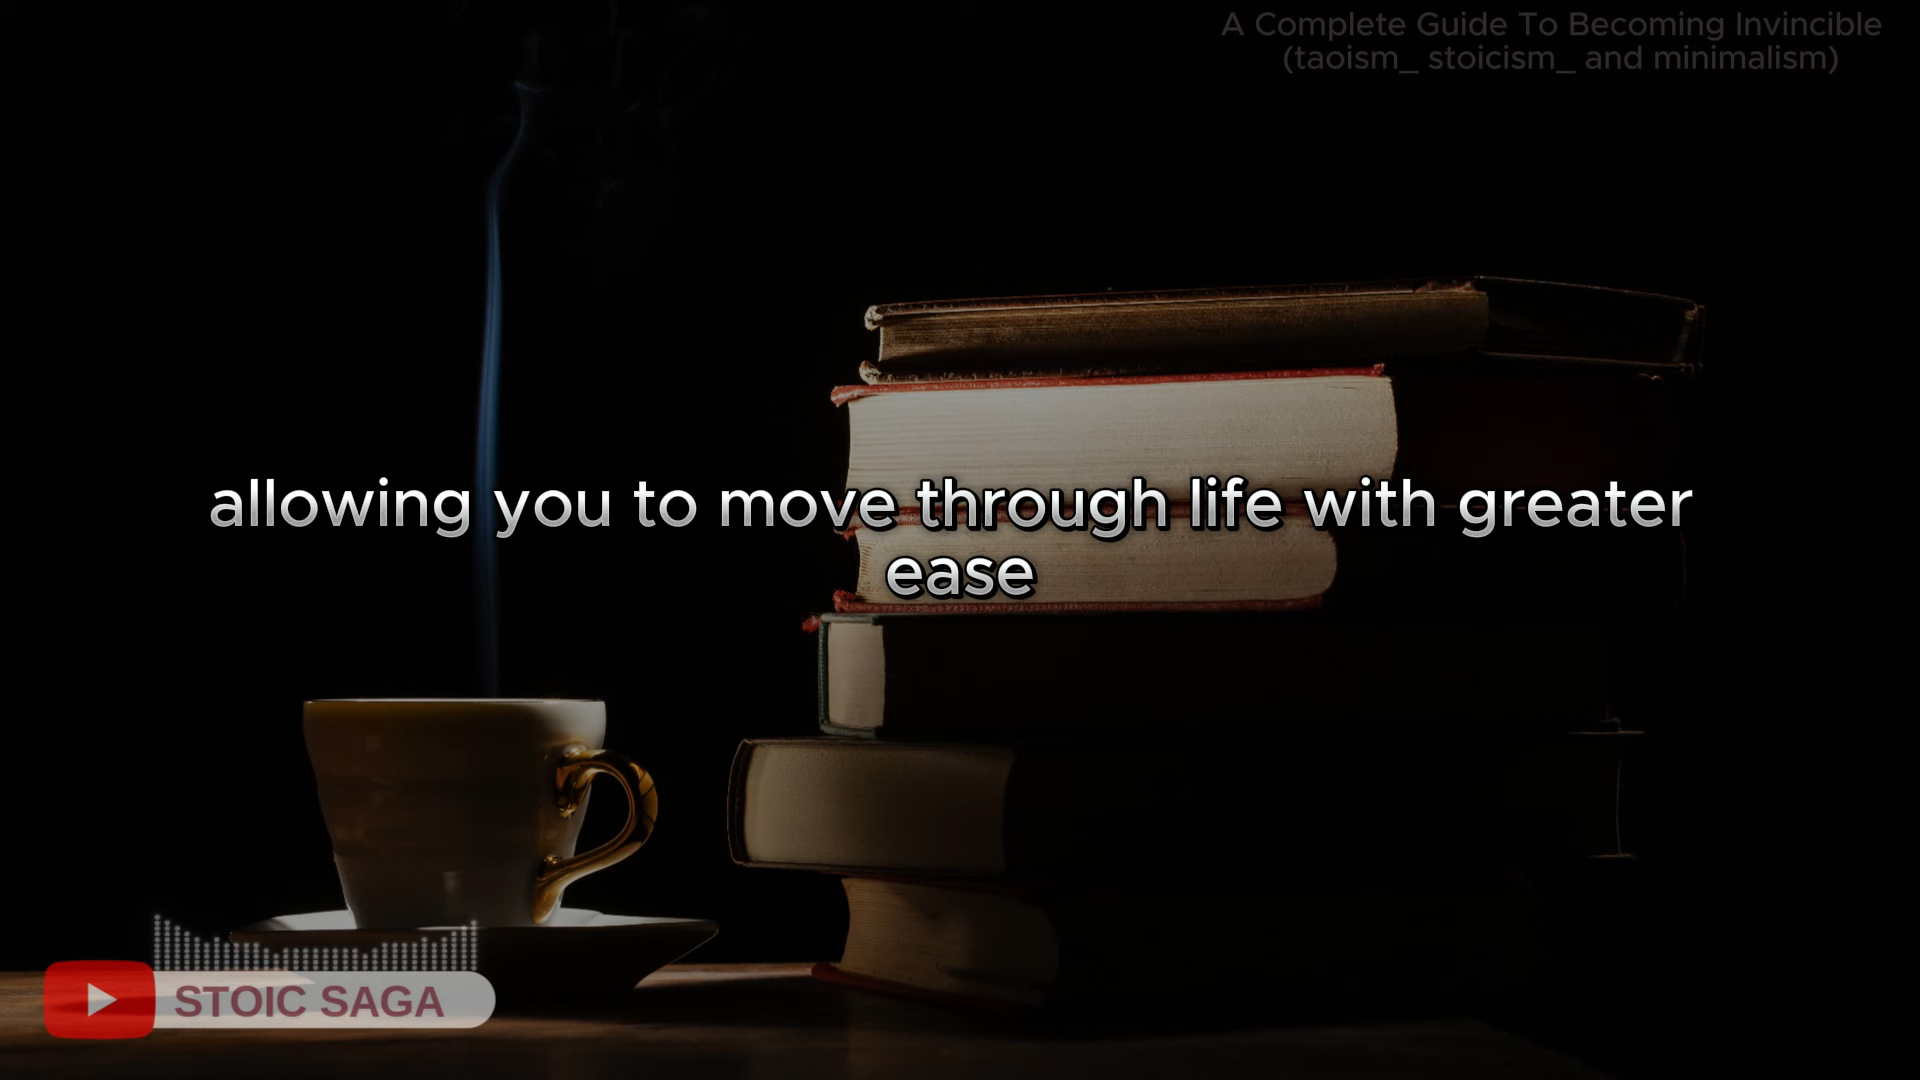 A Complete Guide To Becoming Invincible
(taoism_ stoicism_ and minimalism)
allowing you to move through life with greater
ease
STOIC SAGA